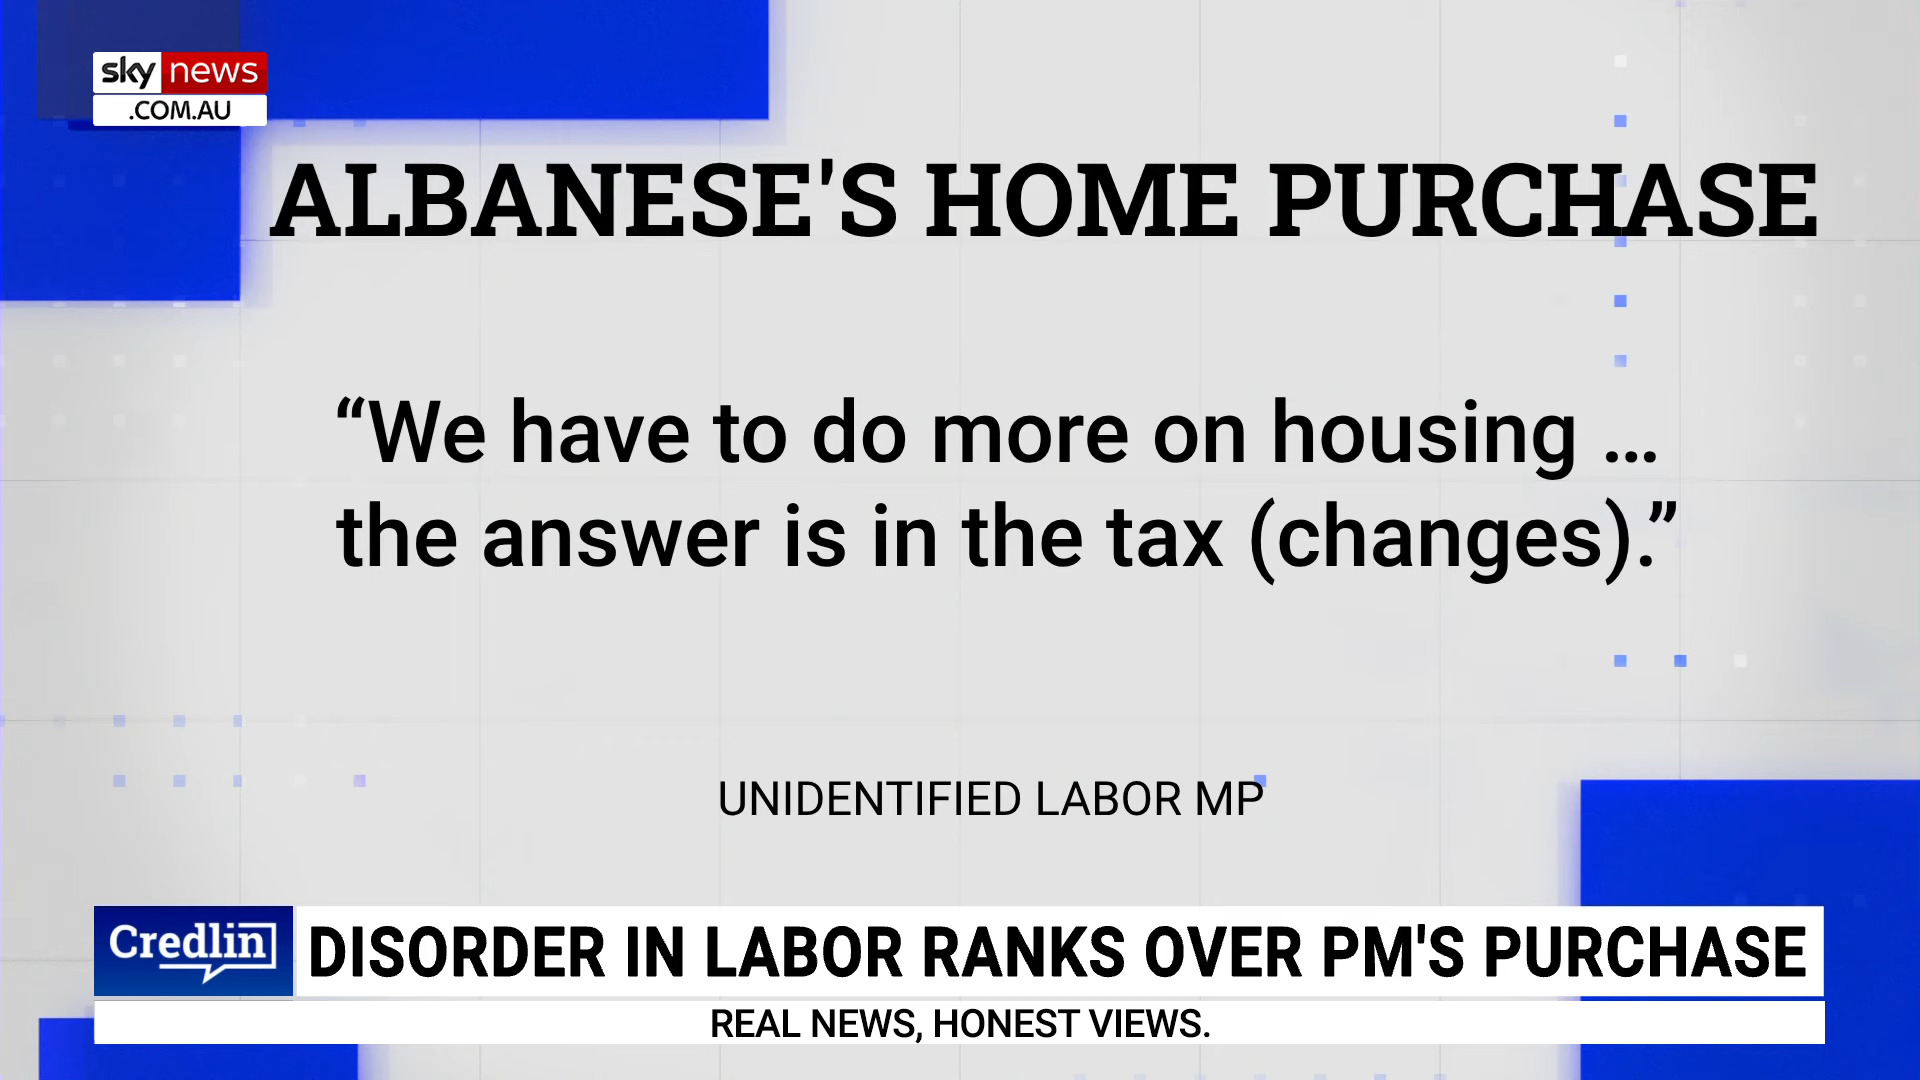 sky news
.COM.AU
ALBANESE'S HOME PURCHASE
“We have to do more on housing ...
the answer is in the tax (changes).”
UNIDENTIFIED LABOR MP
Credlin
DISORDER IN LABOR RANKS OVER PM'S PURCHASE
REAL NEWS, HONEST VIEWS.